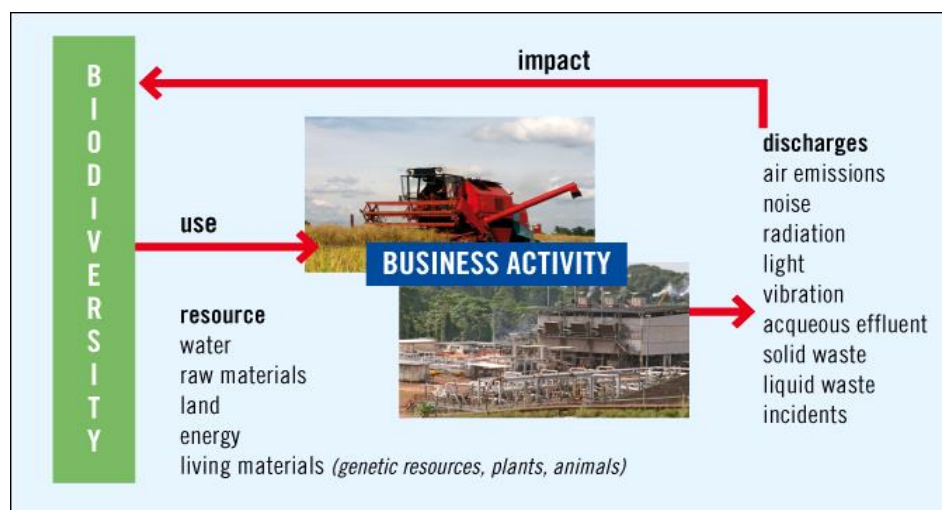 BIODIVERSITY
impact
use
BUSINESS ACTIVITY
resource
water
raw materials
land
energy
living materials (genetic resources, plants, animals)
discharges
air emissions
noise
radiation
light
vibration
acqueous effluent
solid waste
liquid waste
incidents